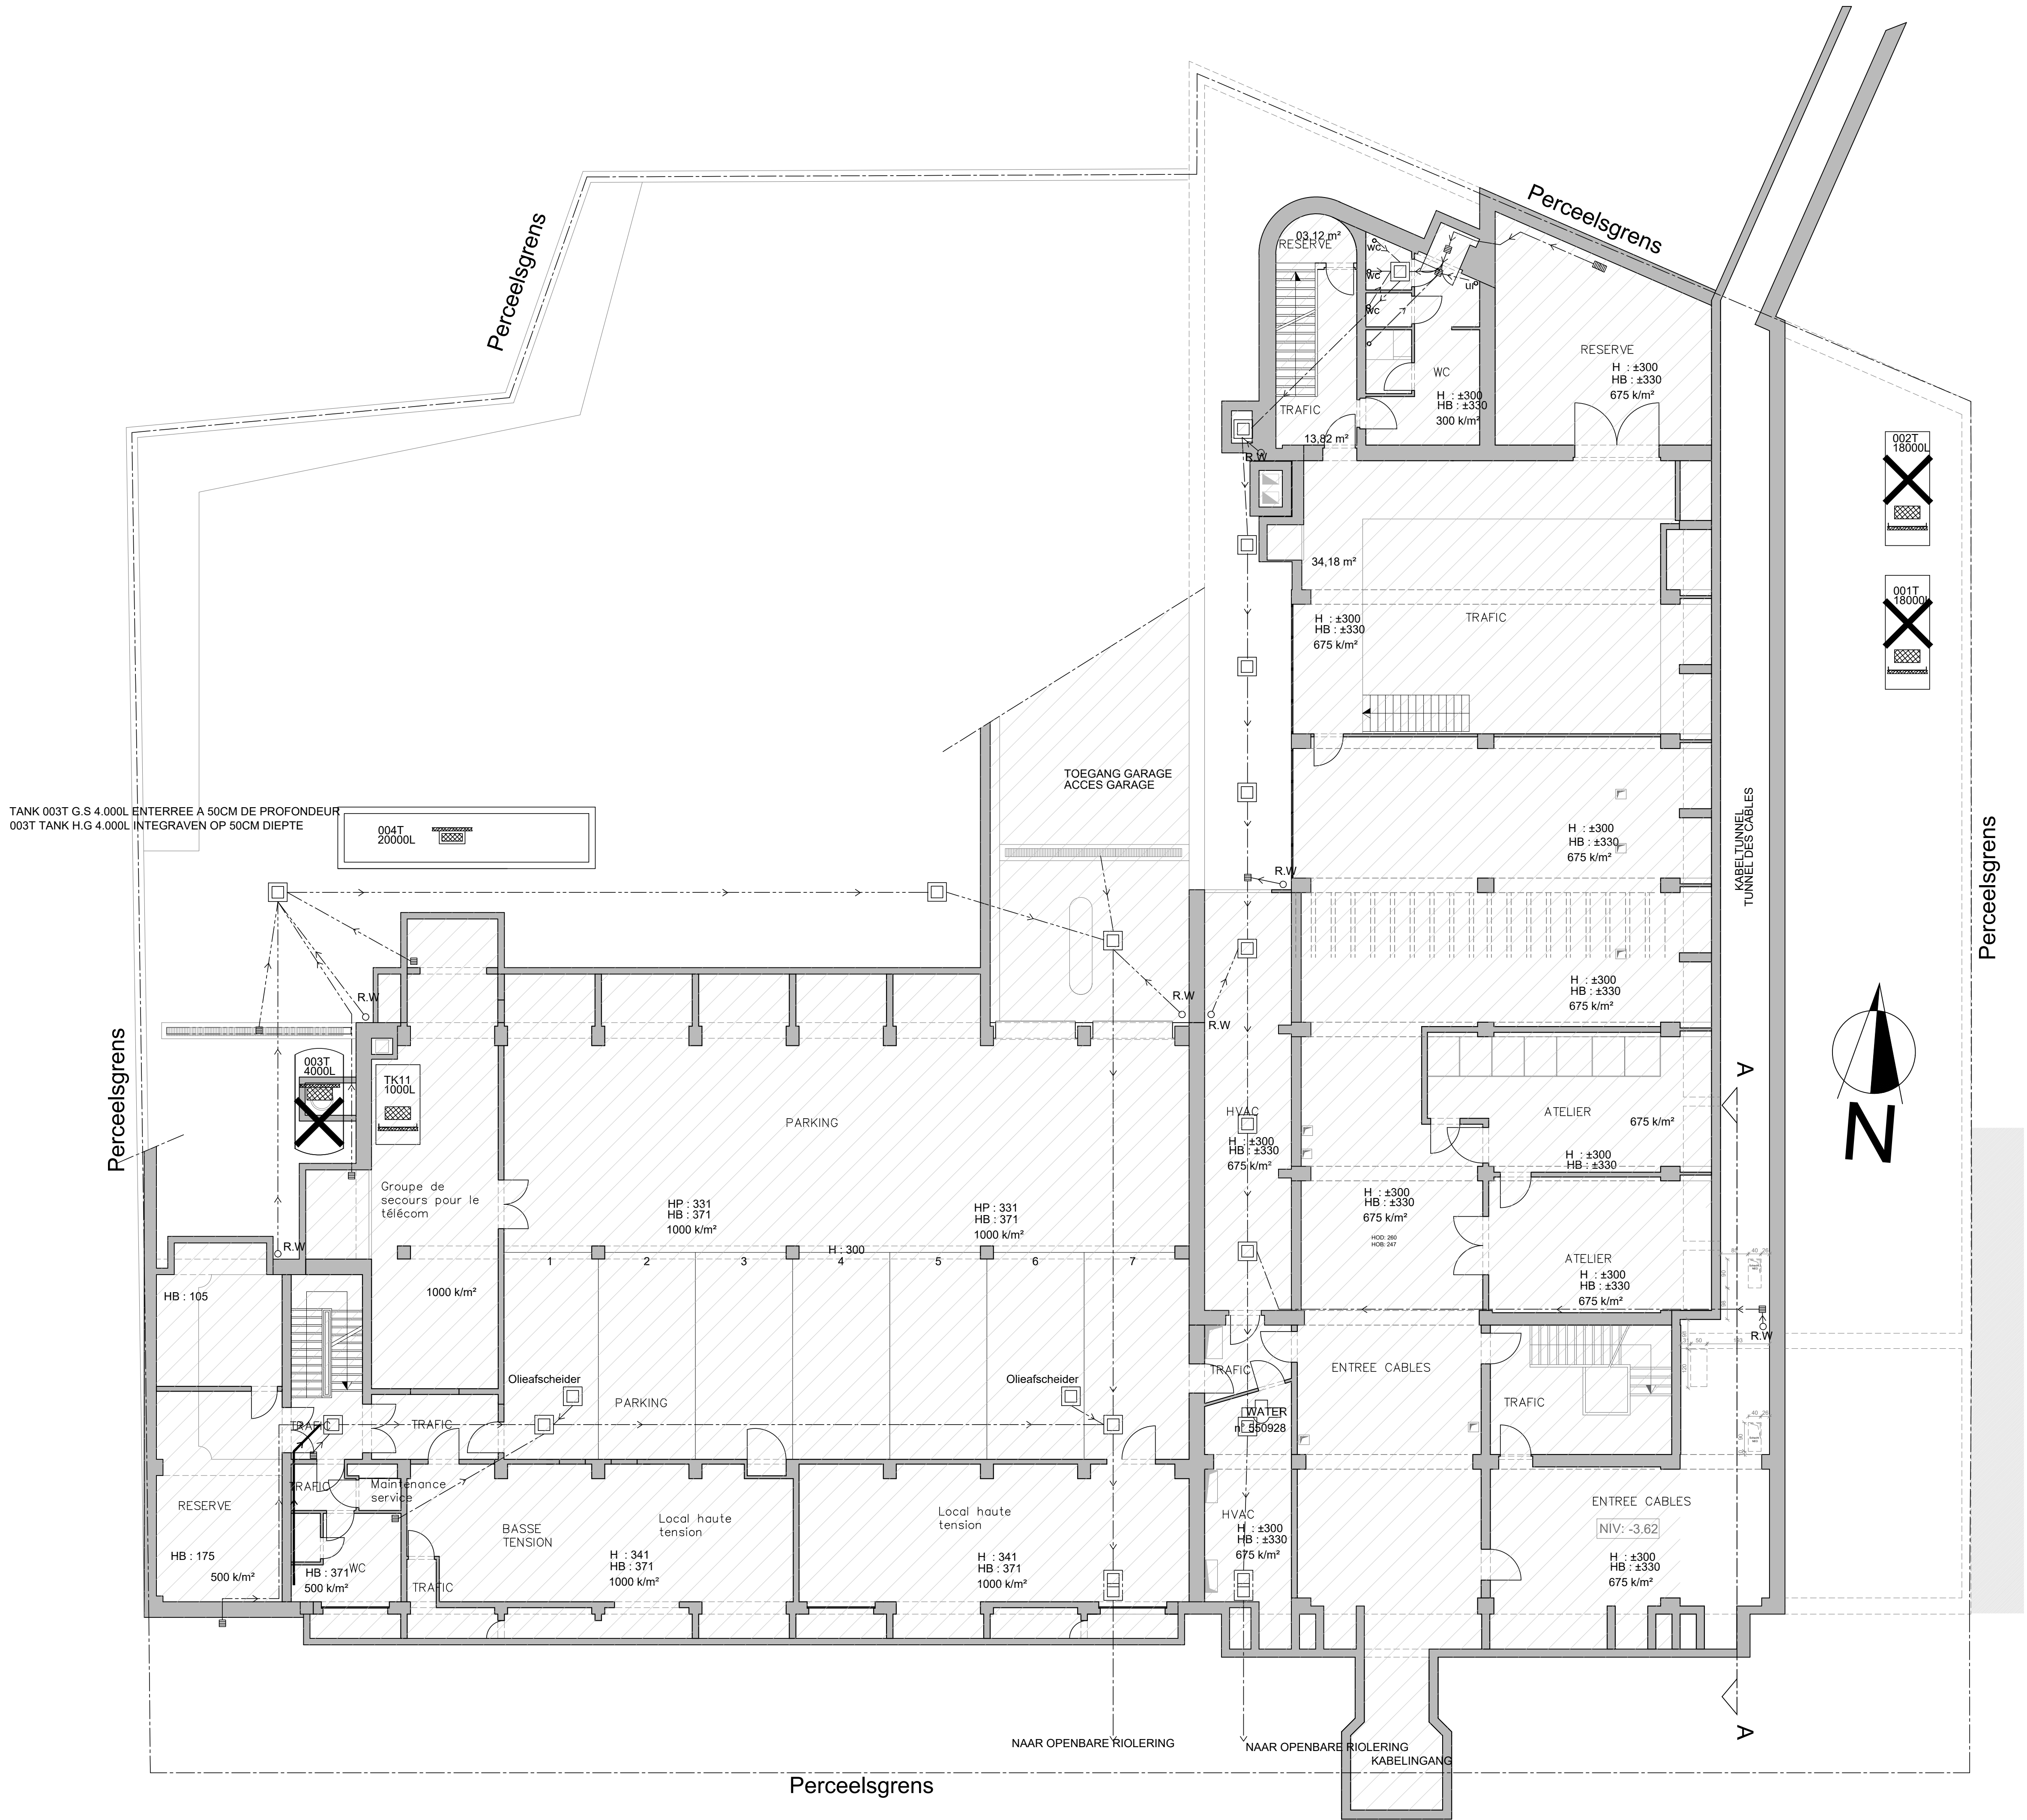 Perceelsgrens
Perceelsgrens
03,12 m²
RESERVE
wc
wc
wc
ur
RESERVE
H : ±300
HB : ±330
675 k/m²
WC
H : ±300
HB : ±330
300 k/m²
TRAFIC
13,82 m²
R.W
002T
18000L
34,18 m²
001T
18000L
TRAFIC
H : ±300
HB : ±330
675 k/m²
TOEGANG GARAGE
ACCES GARAGE
TANK 003T G.S 4.000L ENTERREE A 50CM DE PROFONDEUR
003T TANK H.G 4.000L INTEGRAVEN OP 50CM DIEPTE
004T
20000L
H : ±300
HB : ±330
675 k/m²
KABELTUNNEL
TUNNEL DES CABLES
Perceelsgrens
R.W
R.W
R.W
R.W
H : ±300
HB : ±330
675 k/m²
Perceelsgrens
003T
4000L
TK11
1000L
PARKING
HVAC
H : ±300
HB : ±330
675 k/m²
ATELIER
675 k/m²
H : ±300
HB : ±330
A
N
Groupe de
secours pour le
télécom
HP : 331
HB : 371
1000 k/m²
HP : 331
HB : 371
1000 k/m²
H : ±300
HB : ±330
675 k/m²
HOD: 260
HOB: 247
R.W
H : 300
1
2
3
4
5
6
7
ATELIER
H : ±300
HB : ±330
675 k/m²
HB : 105
1000 k/m²
R.W
Olieafscheider
Olieafscheider
TRAFIC
ENTREE CABLES
TRAFIC
TRAFIC
TRAFIC
PARKING
WATER
n° 550928
TRAFIC
Maintenance
service
RESERVE
BASSE
TENSION
Local haute
tension
Local haute
tension
HVAC
H : ±300
HB : ±330
675 k/m²
ENTREE CABLES
NIV: -3.62
H : ±300
HB : ±330
675 k/m²
HB : 175
500 k/m²
HB : 371
WC
500 k/m²
TRAFIC
H : 341
HB : 371
1000 k/m²
H : 341
HB : 371
1000 k/m²
NAAR OPENBARE RIOLERING
NAAR OPENBARE RIOLERING
KABELINGANG
A
Perceelsgrens